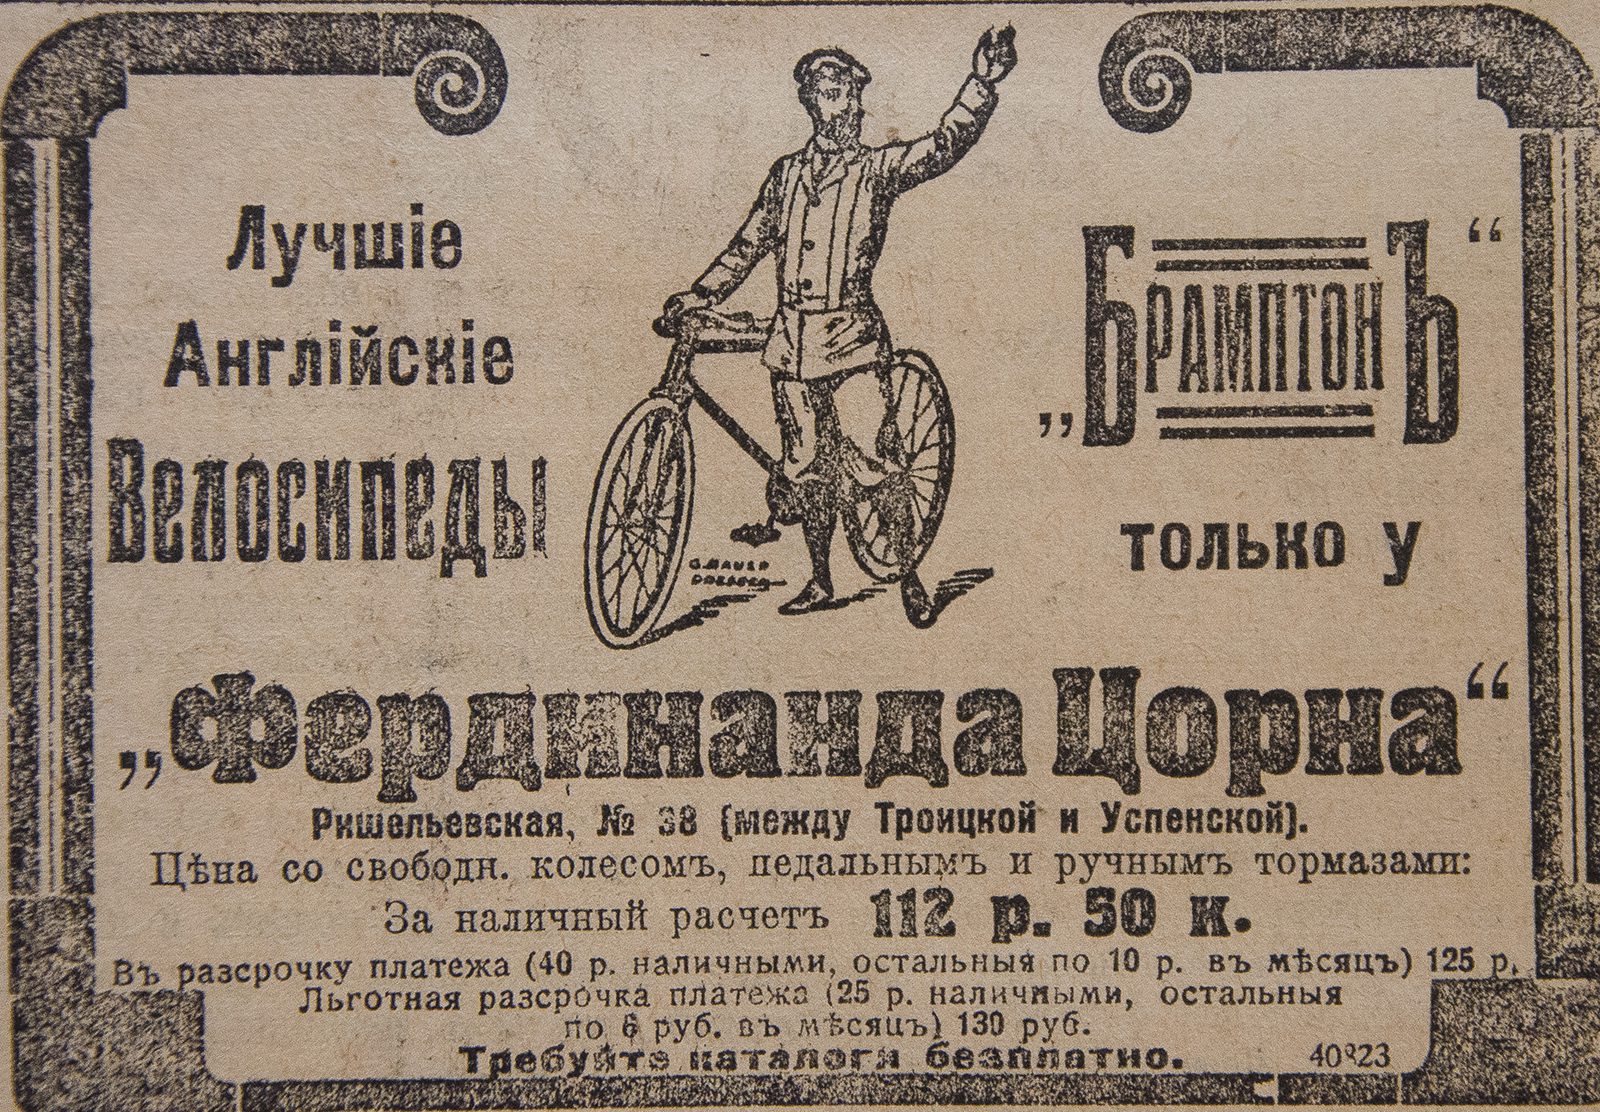 Лучшіе
Англійскіе
Велосипеды
„БРАМПТОНЪ“
только у
„Фердинанда Цорна“
Ришельевская, № 38 (между Троицкой и Успенской).
Цѣна со свободн. колесомъ, педальнымъ и ручнымъ тормазами:
За наличный расчетъ 112 р. 50 к.
Въ разсрочку платежа (40 р. наличными, остальныя по 10 р. въ мѣсяцъ) 125 р.
Льготная разсрочка платежа (25 р. наличными, остальныя
по 6 руб. въ мѣсяцъ) 130 руб.
Требуйте каталоги безплатно.